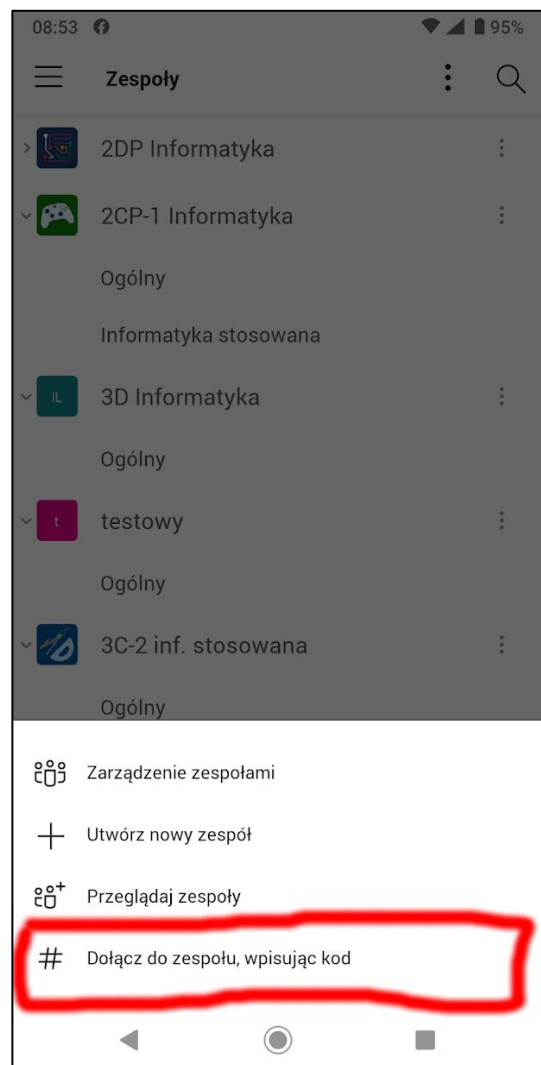 08:53 95%
Zespoły
2DP Informatyka
2CP-1 Informatyka
Ogólny
Informatyka stosowana
IL 3D Informatyka
Ogólny
t testowy
Ogólny
3C-2 inf. stosowana
Ogólny
Zarządzenie zespołami
Utwórz nowy zespół
Przeglądaj zespoły
# Dołącz do zespołu, wpisując kod